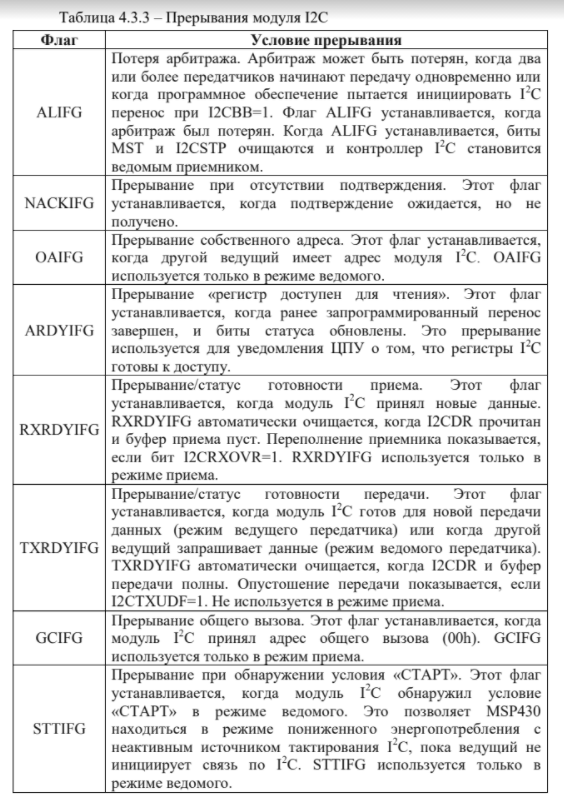 Таблица 4.3.3 – Прерывания модуля I2C
Флаг Условие прерывания
ALIFG
Потеря арбитража. Арбитраж может быть потерян, когда два
или более передатчиков начинают передачу одновременно или
когда программное обеспечение пытается инициировать I²C
перенос при I2CBB=1. Флаг ALIFG устанавливается, когда
арбитраж был потерян. Когда ALIFG устанавливается, биты
MST и I2CSTP очищаются и контроллер I²C становится
ведомым приемником.
NACKIFG
Прерывание при отсутствии подтверждения. Этот флаг
устанавливается, когда подтверждение ожидается, но не
получено.
OAIFG
Прерывание собственного адреса. Этот флаг устанавливается,
когда другой ведущий имеет адрес модуля I²C. OAIFG
используется только в режиме ведомого.
ARDYIFG
Прерывание «регистр доступен для чтения». Этот флаг
устанавливается, когда ранее запрограммированный перенос
завершен, и биты статуса обновлены. Это прерывание
используется для уведомления ЦПУ о том, что регистры I²C
готовы к доступу.
RXRDYIFG
Прерывание/статус готовности приема. Этот флаг
устанавливается, когда модуль I²C принял новые данные.
RXRDYIFG автоматически очищается, когда I2CDR прочитан
и буфер приема пуст. Переполнение приемника показывается,
если бит I2CRXOVR=1. RXRDYIFG используется только в
режиме приема.
TXRDYIFG
Прерывание/статус готовности передачи. Этот флаг
устанавливается, когда модуль I²C готов для новой передачи
данных (режим ведущего передатчика) или когда другой
ведущий запрашивает данные (режим ведомого передатчика).
TXRDYIFG автоматически очищается, когда I2CDR и буфер
передачи полны. Опустошение передачи показывается, если
I2CTXUDF=1. Не используется в режиме приема.
GCIFG
Прерывание общего вызова. Этот флаг устанавливается, когда
модуль I²C принял адрес общего вызова (00h). GCIFG
используется только в режим приема.
STTIFG
Прерывание при обнаружении условия «СТАРТ». Этот флаг
устанавливается, когда модуль I²C обнаружил условие
«СТАРТ» в режиме ведомого. Это позволяет MSP430
находиться в режиме пониженного энергопотребления с
неактивным источником тактирования I²C, пока ведущий не
инициирует связь по I²C. STTIFG используется только в
режиме ведомого.